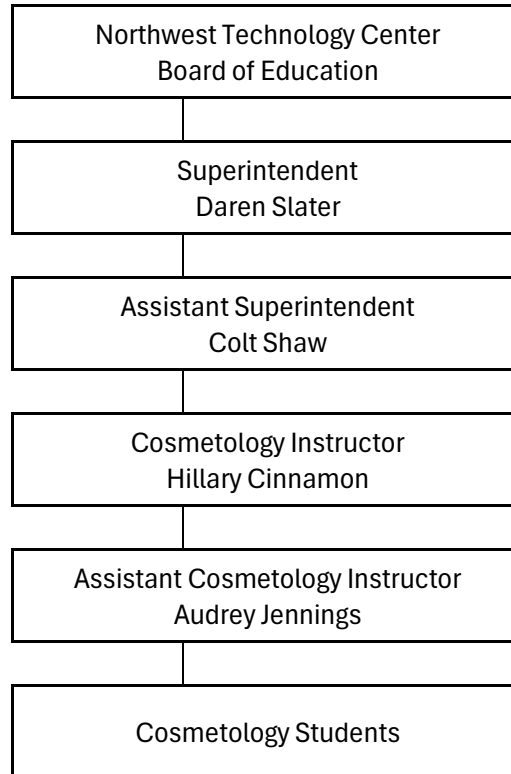 Northwest Technology Center
Board of Education
Superintendent
Daren Slater
Assistant Superintendent
Colt Shaw
Cosmetology Instructor
Hillary Cinnamon
Assistant Cosmetology Instructor
Audrey Jennings
Cosmetology Students